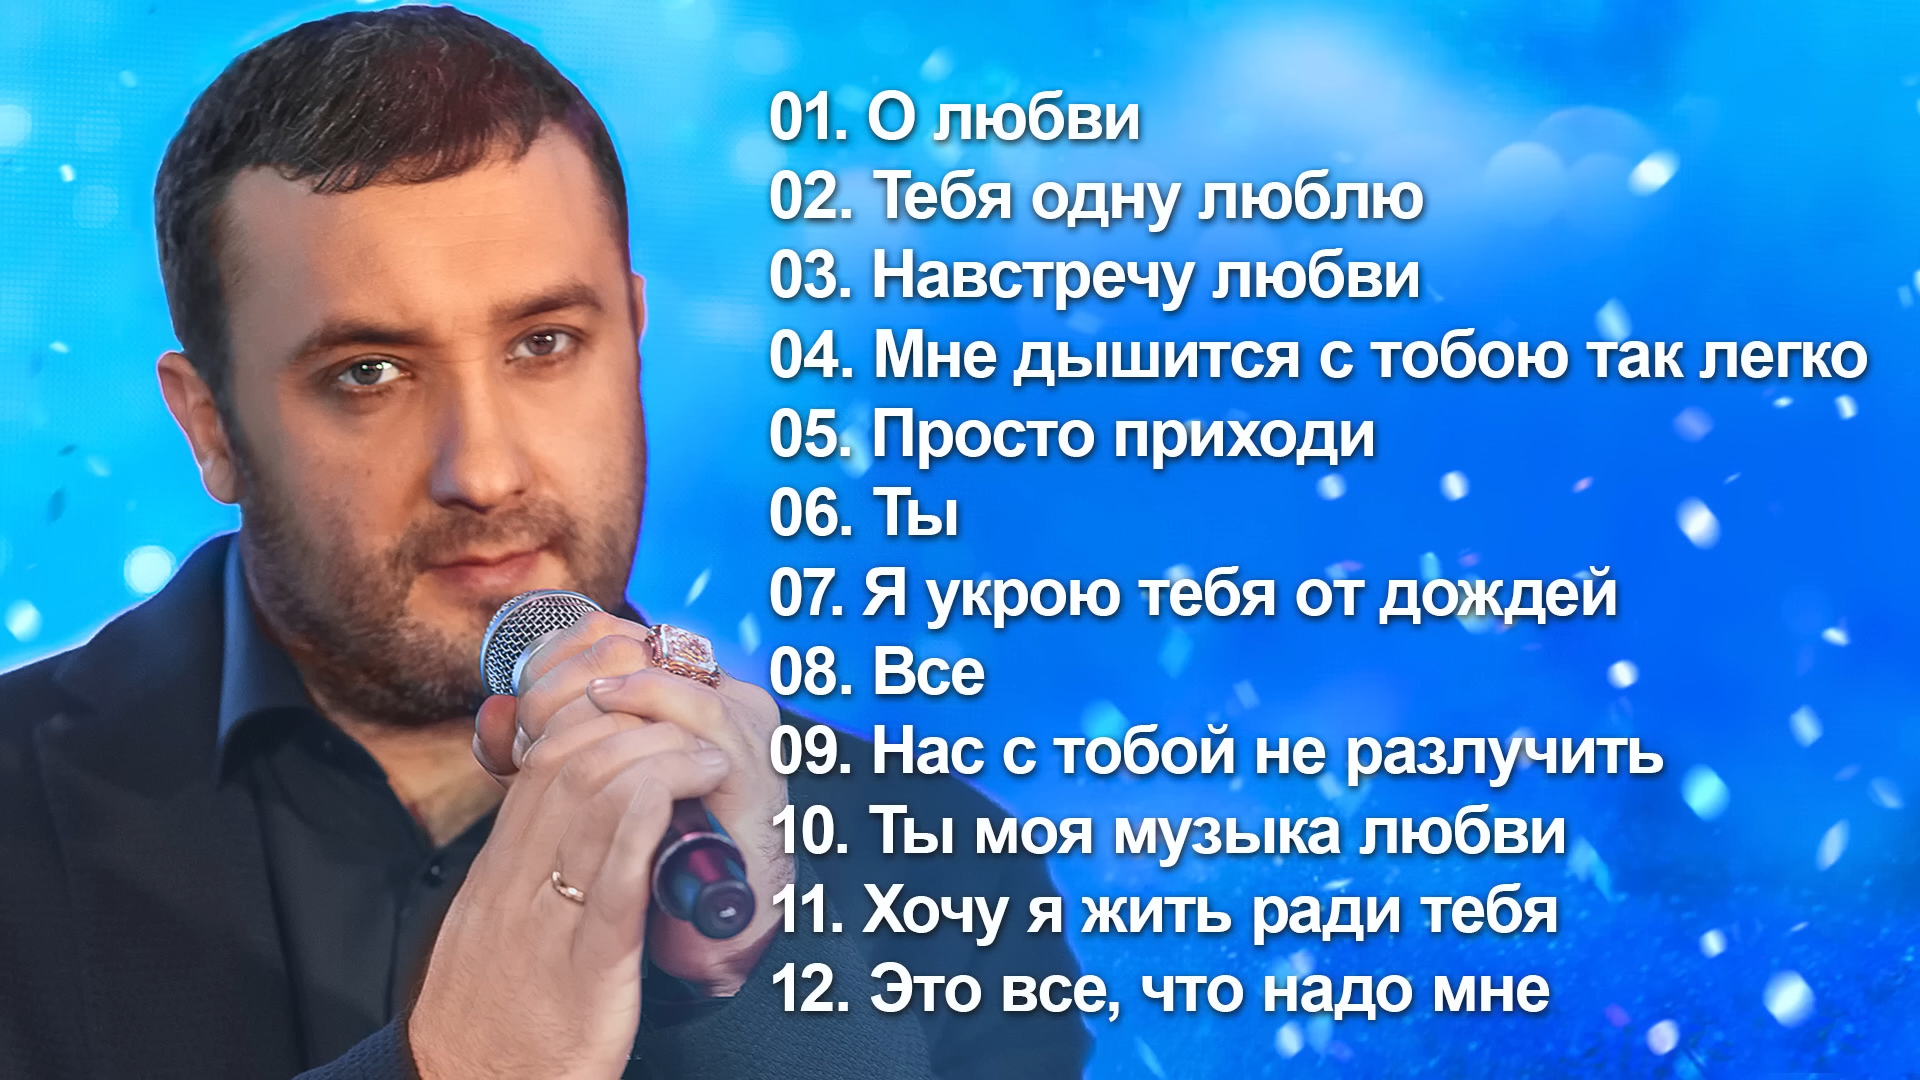 01. О любви
02. Тебя одну люблю
03. Навстречу любви
04. Мне дышится с тобою так легко
05. Просто приходи
06. Ты
07. Я укрою тебя от дождей
08. Все
09. Нас с тобой не разлучить
10. Ты моя музыка любви
11. Хочу я жить ради тебя
12. Это все, что надо мне